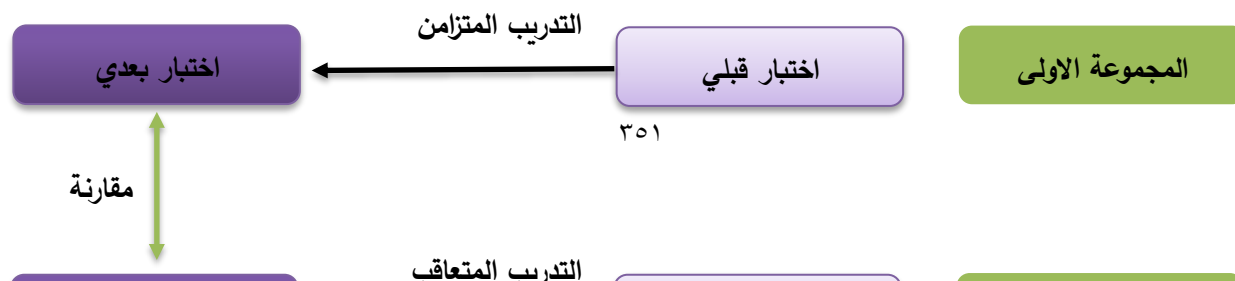 التدريب المتزامن
المجموعة الاولى
اختبار قبلي
اختبار بعدي
٣٥١
مقارنة
التدريب المتعاقب